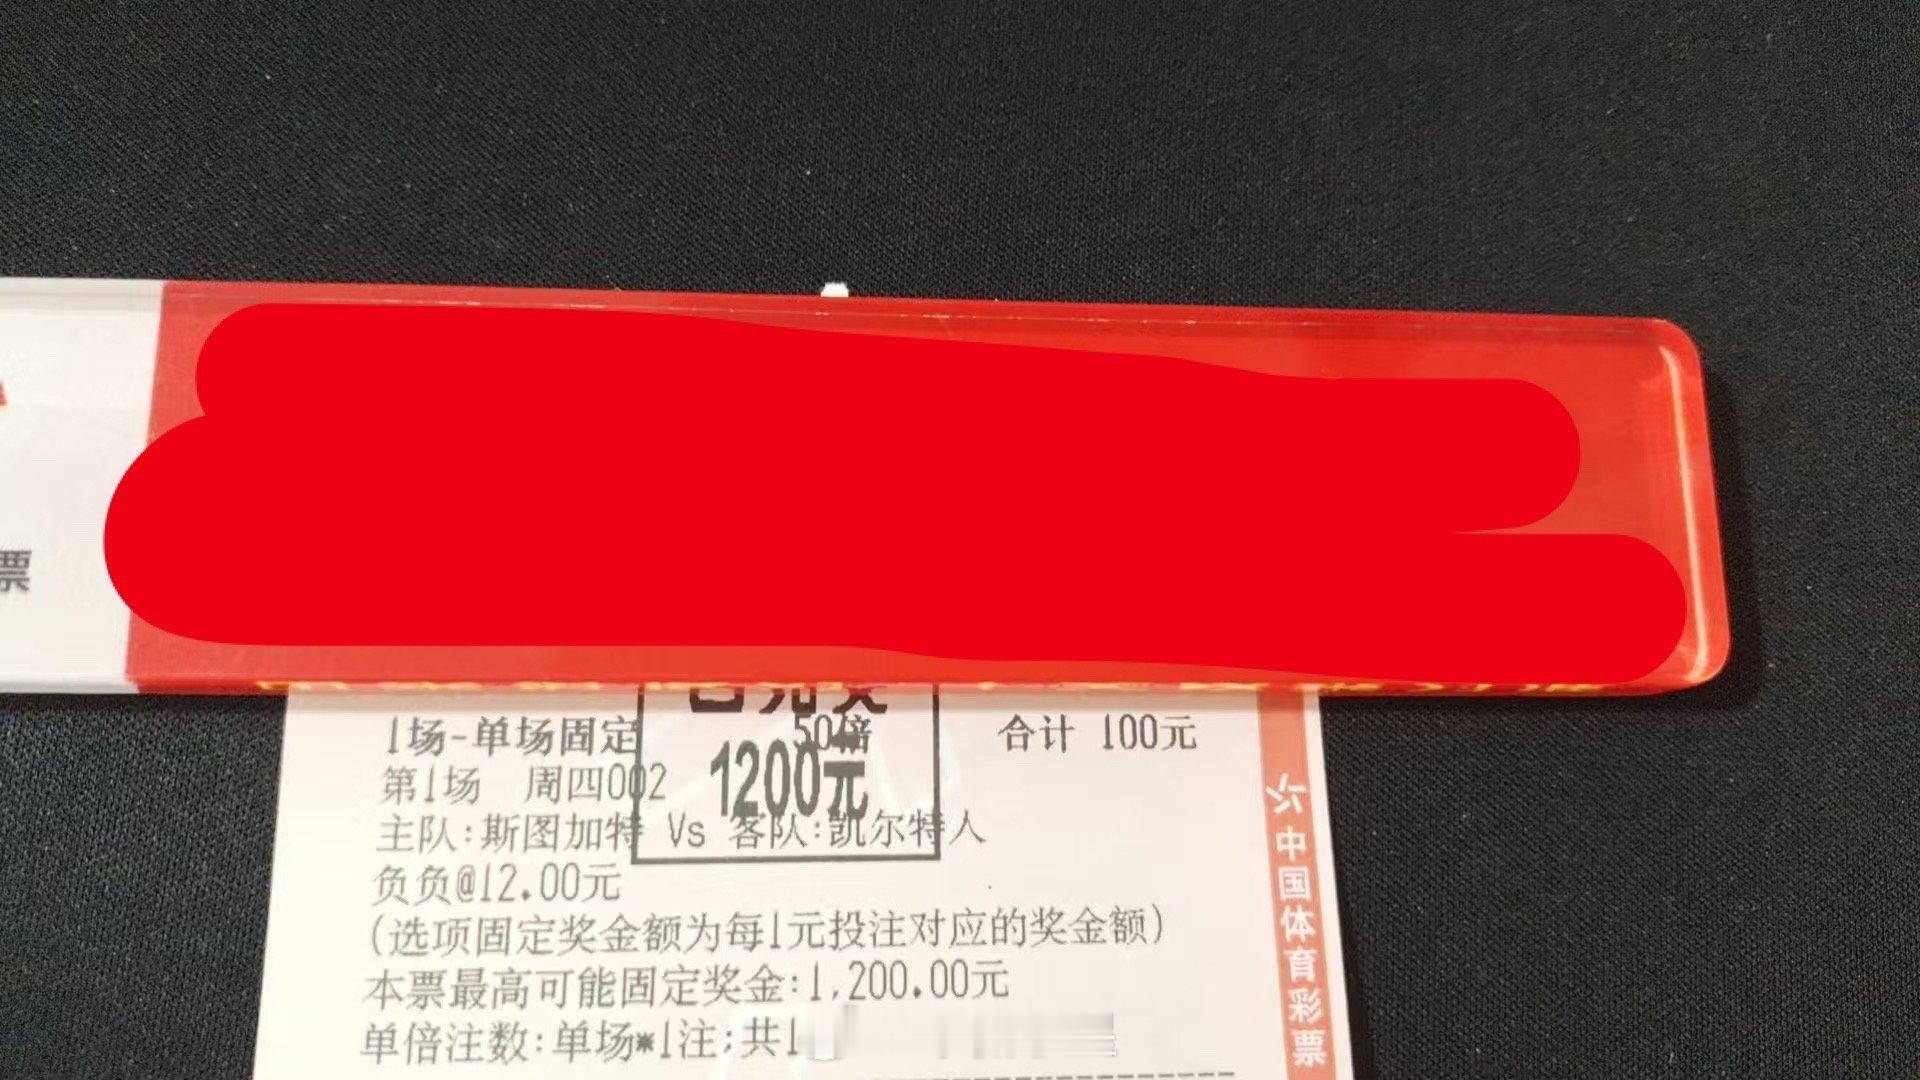 票
已兑奖
1200元
1场-单场固定 50倍 合计 100元
第1场 周四002
主队:斯图加特 Vs 客队:凯尔特人
负负@12.00元
(选项固定奖金额为每1元投注对应的奖金额)
本票最高可能固定奖金:1,200.00元
单倍注数:单场*1注;共1
中国体育彩票